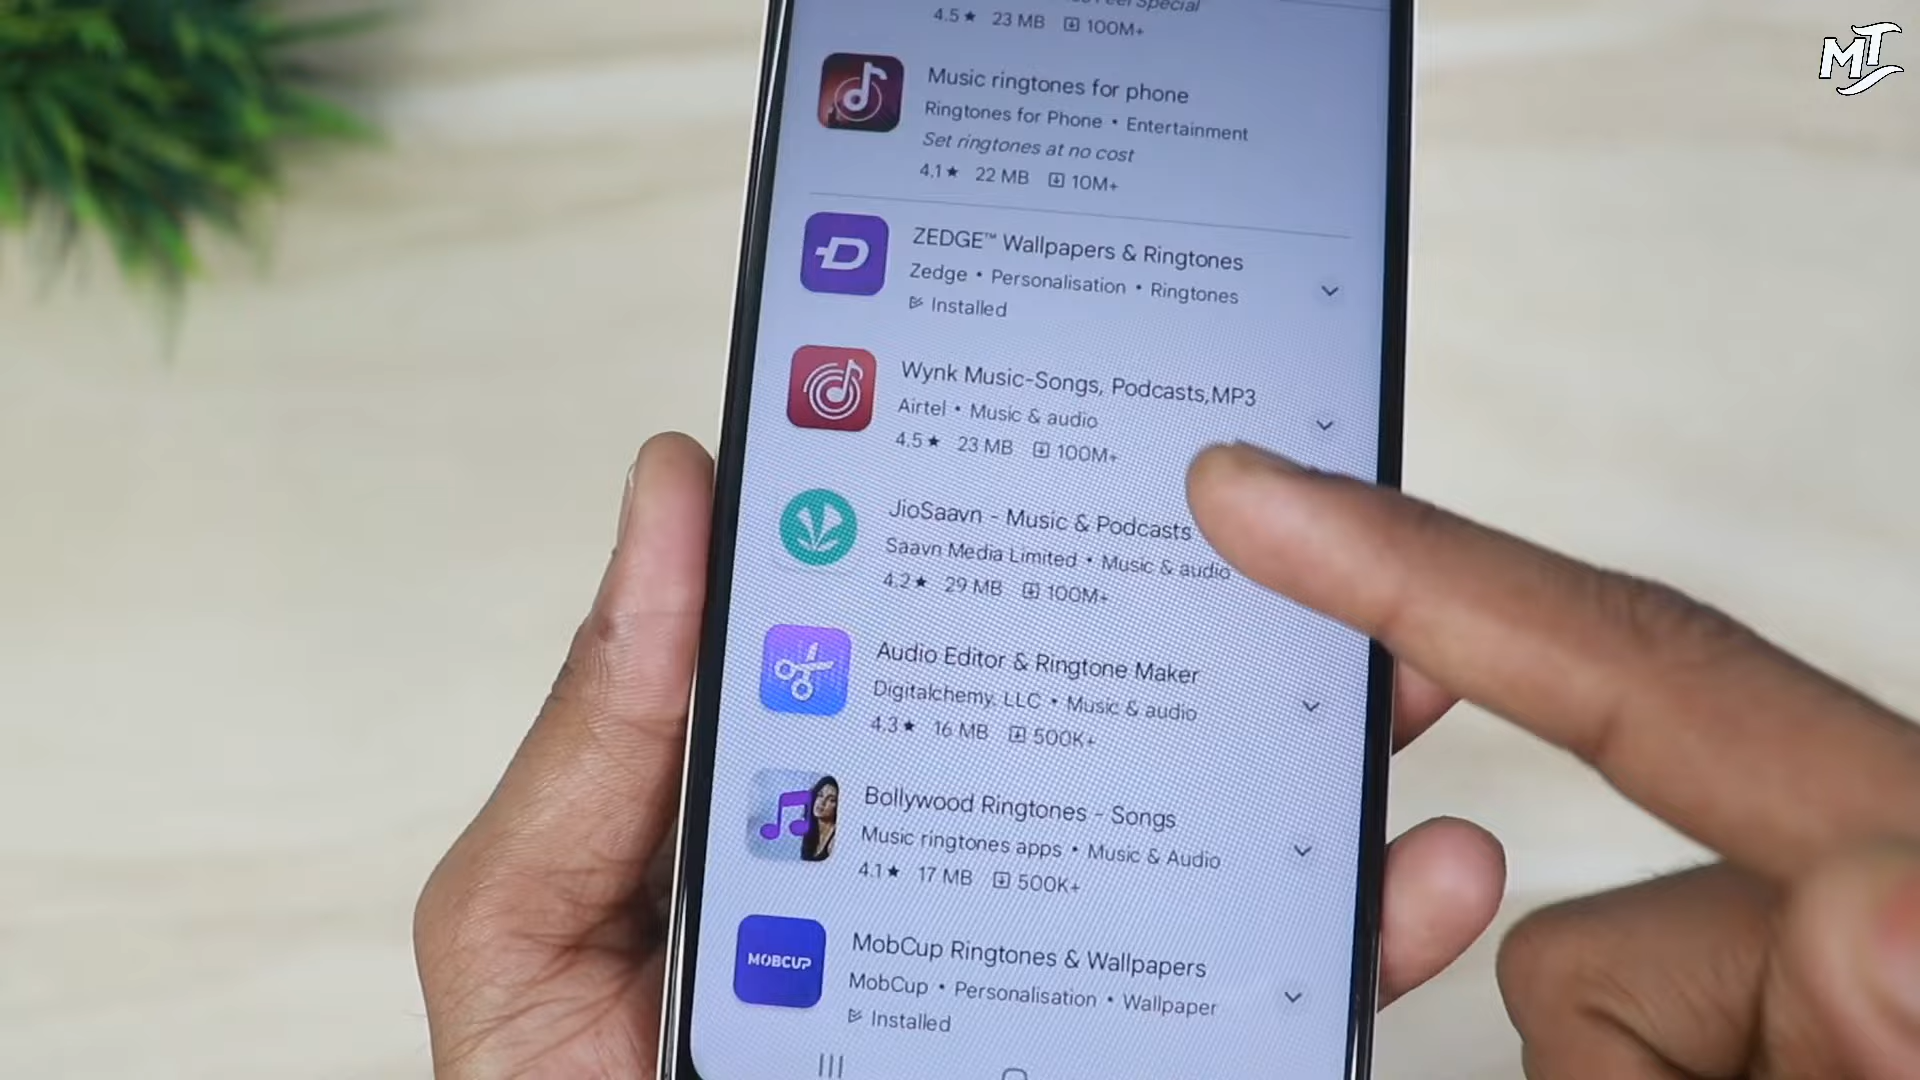 Special
4.5★ 23 MB 100M+
Music ringtones for phone
Ringtones for Phone • Entertainment
Set ringtones at no cost
4.1★ 22 MB 10M+
ZEDGE™ Wallpapers & Ringtones
Zedge • Personalisation • Ringtones
Installed
Wynk Music-Songs, Podcasts,MP3
Airtel • Music & audio
4.5★ 23 MB 100M+
JioSaavn - Music & Podcasts
Saavn Media Limited • Music & audio
4.2★ 29 MB 100M+
Audio Editor & Ringtone Maker
Digitalchemy, LLC • Music & audio
4.3★ 16 MB 500K+
Bollywood Ringtones - Songs
Music ringtones apps • Music & Audio
4.1★ 17 MB 500K+
MOBCUP
MobCup Ringtones & Wallpapers
MobCup • Personalisation • Wallpaper
Installed
MT